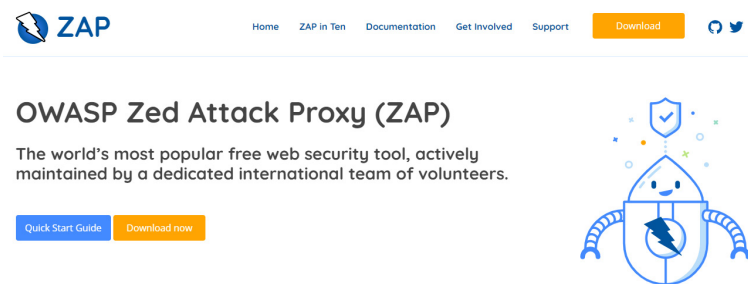 ZAP
Home ZAP in Ten Documentation Get Involved Support Download
OWASP Zed Attack Proxy (ZAP)
The world's most popular free web security tool, actively
maintained by a dedicated international team of volunteers.
Quick Start Guide Download now